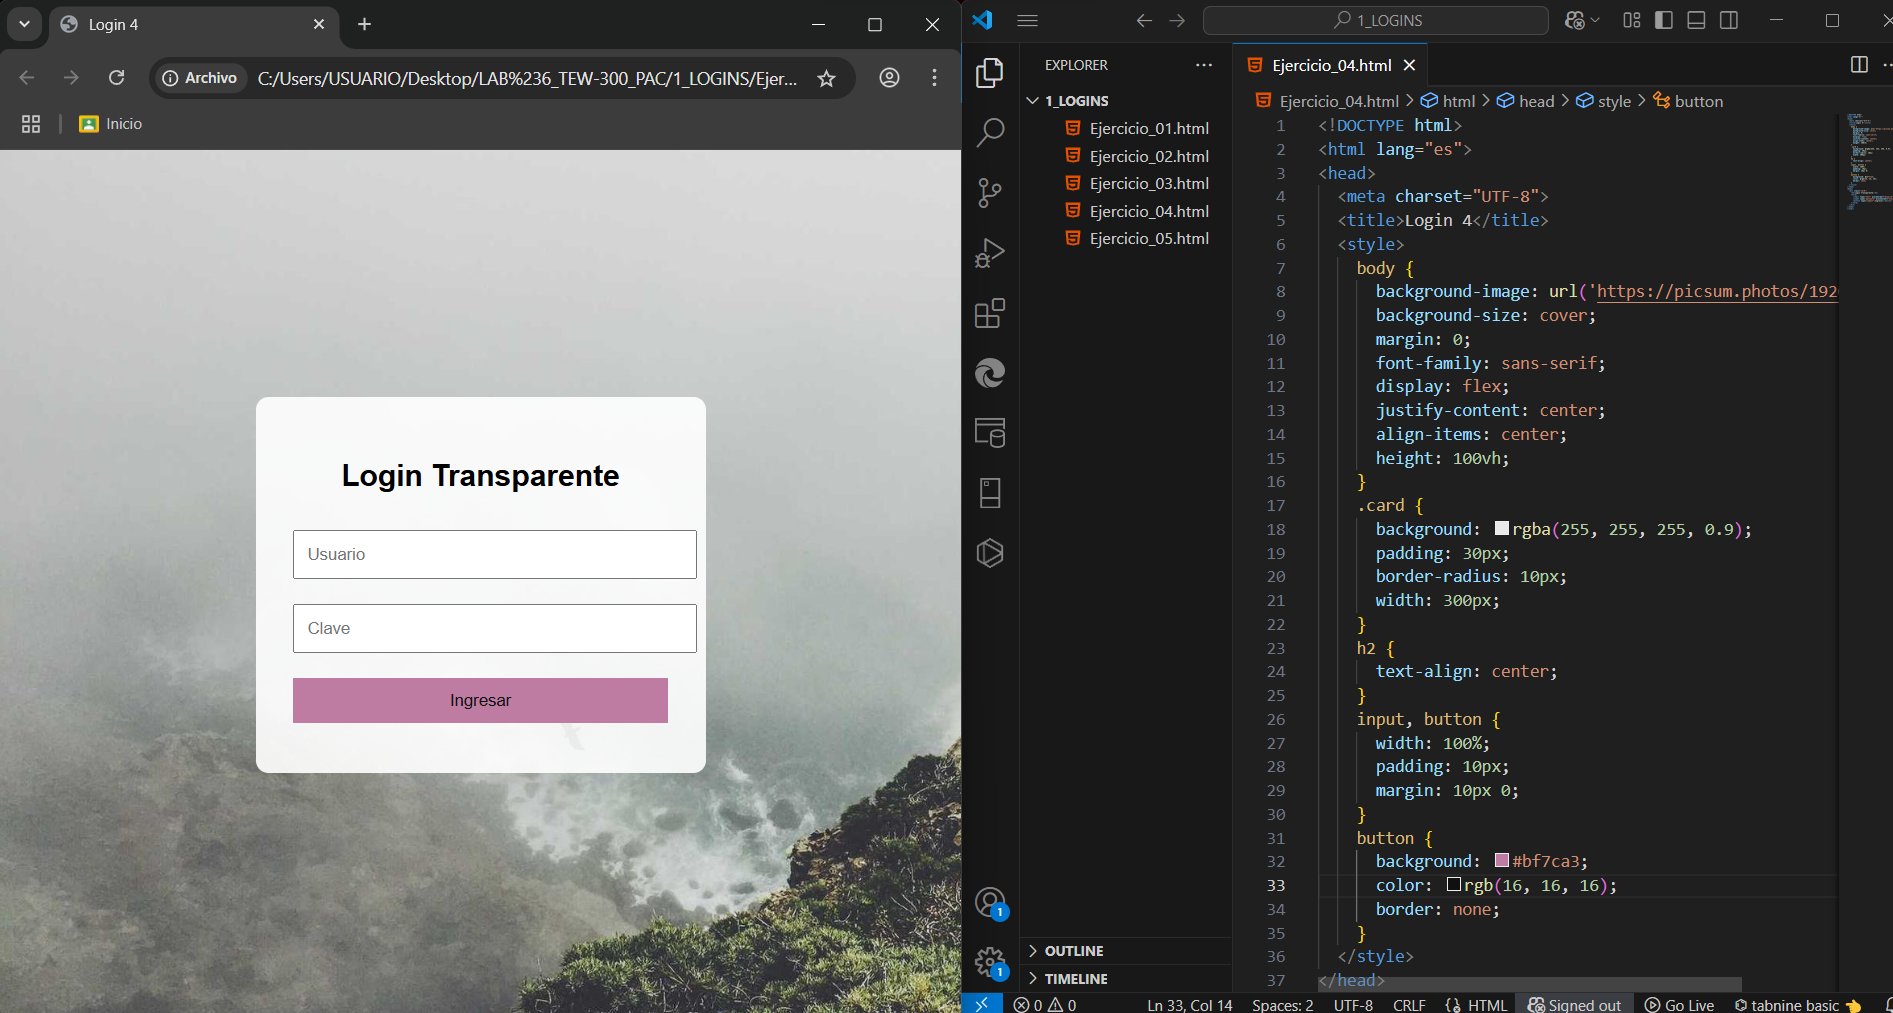 Login 4
Archivo
C:/Users/USUARIO/Desktop/LAB%236_TEW-300_PAC/1_LOGINS/Ejer...
Inicio
Login Transparente
Usuario
Clave
Ingresar
1_LOGINS
EXPLORER
1_LOGINS
Ejercicio_01.html
Ejercicio_02.html
Ejercicio_03.html
Ejercicio_04.html
Ejercicio_05.html
OUTLINE
TIMELINE
1
1
Ejercicio_04.html
Ejercicio_04.html > html > head > style > button
1 <!DOCTYPE html>
2 <html lang="es">
3 <head>
4 <meta charset="UTF-8">
5 <title>Login 4</title>
6 <style>
7 body {
8 background-image: url('https://picsum.photos/192
9 background-size: cover;
10 margin: 0;
11 font-family: sans-serif;
12 display: flex;
13 justify-content: center;
14 align-items: center;
15 height: 100vh;
16 }
17 .card {
18 background: rgba(255, 255, 255, 0.9);
19 padding: 30px;
20 border-radius: 10px;
21 width: 300px;
22 }
23 h2 {
24 text-align: center;
25 }
26 input, button {
27 width: 100%;
28 padding: 10px;
29 margin: 10px 0;
30 }
31 button {
32 background: #bf7ca3;
33 color: rgb(16, 16, 16);
34 border: none;
35 }
36 </style>
37 </head>
0 0 Ln 33, Col 14 Spaces: 2 UTF-8 CRLF {} HTML Signed out Go Live tabnine basic